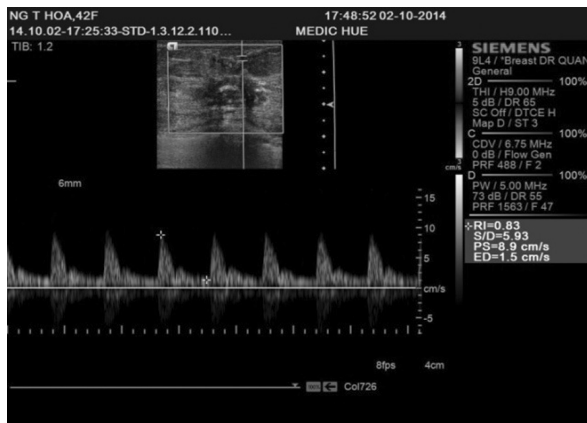 NG T HOA,42F 17:48:52 02-10-2014
14.10.02-17:25:33-STD-1.3.12.2.110... MEDIC HUE
TIB: 1.2
SIEMENS
9L4 / *Breast DR QUAN
General
2D 100%
THI / H9.00 MHz
5 dB / DR 65
SC Off / DTCE H
Map D / ST 3
C 100%
CDV / 6.75 MHz
0 dB / Flow Gen
PRF 488 / F 2
D 100%
PW / 5.00 MHz
73 dB / DR 55
PRF 1563 / F 47
RI=0.83
S/D=5.93
PS=8.9 cm/s
ED=1.5 cm/s
3
cm/s
3
6mm
15
10
5
cm/s
-5
8fps 4cm
Col726